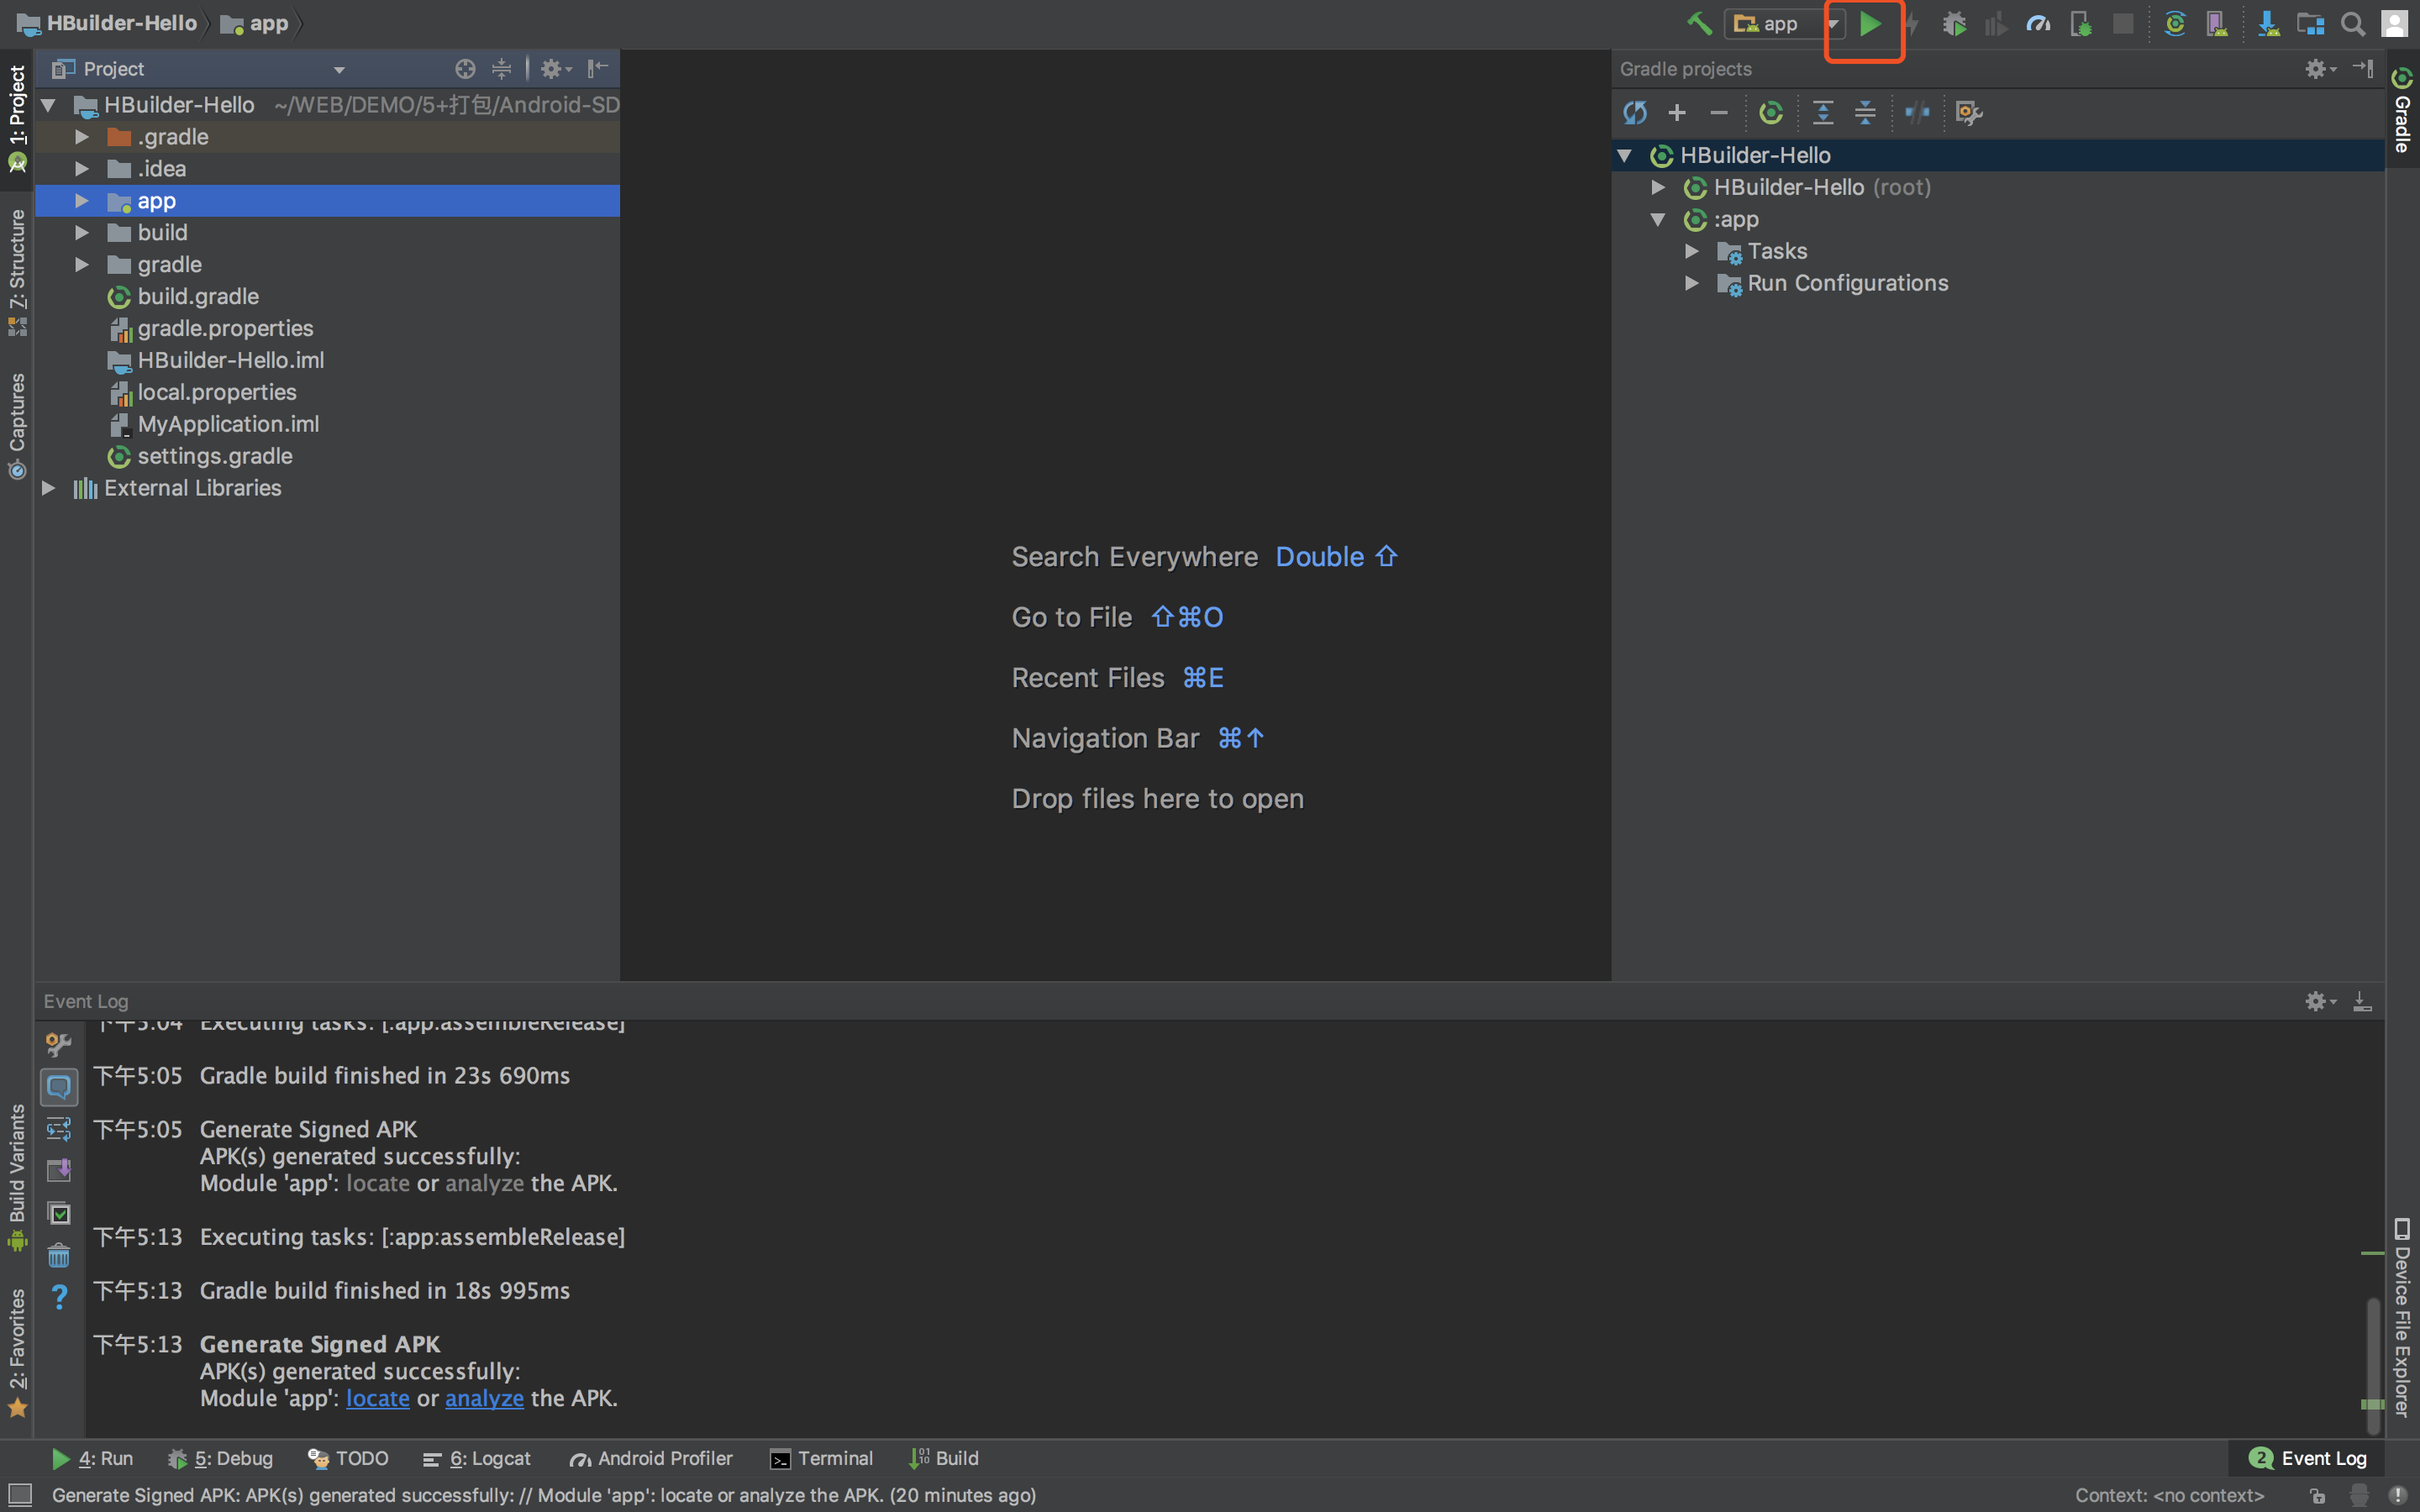 HBuilder-Hello
app
app
Project
HBuilder-Hello ~/WEB/DEMO/5+打包/Android-SD
.gradle
.idea
app
build
gradle
build.gradle
gradle.properties
HBuilder-Hello.iml
local.properties
MyApplication.iml
settings.gradle
External Libraries
1: Project
7: Structure
Captures
Build Variants
2: Favorites
Search Everywhere Double ⇧
Go to File ⇧⌘O
Recent Files ⌘E
Navigation Bar ⌘↑
Drop files here to open
Gradle projects
HBuilder-Hello
HBuilder-Hello (root)
:app
Tasks
Run Configurations
Gradle
Device File Explorer
Event Log
下午5:04 Executing tasks: [:app:assembleRelease]
下午5:05 Gradle build finished in 23s 690ms
下午5:05 Generate Signed APK
APK(s) generated successfully:
Module 'app': locate or analyze the APK.
下午5:13 Executing tasks: [:app:assembleRelease]
下午5:13 Gradle build finished in 18s 995ms
下午5:13 Generate Signed APK
APK(s) generated successfully:
Module 'app': locate or analyze the APK.
4: Run 5: Debug TODO 6: Logcat Android Profiler Terminal Build 2 Event Log
Generate Signed APK: APK(s) generated successfully: // Module 'app': locate or analyze the APK. (20 minutes ago) Context: <no context>